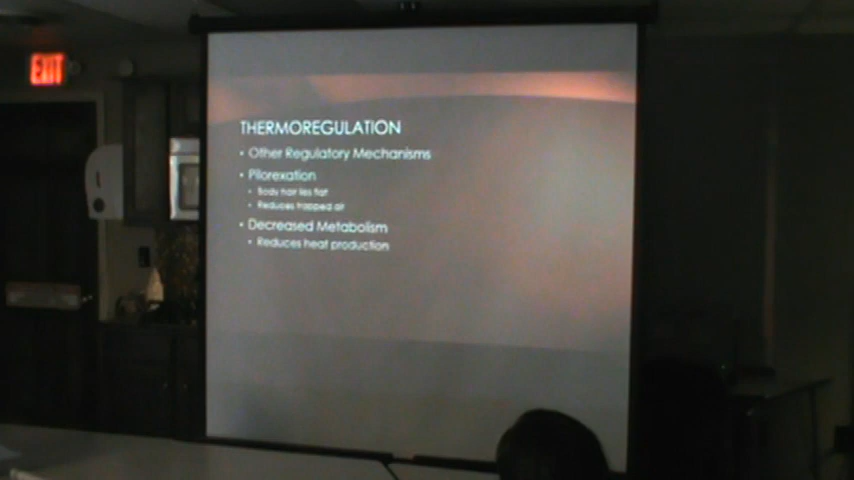 EXIT
THERMOREGULATION
• Other Regulatory Mechanisms
• Pilorexation
• Body hair lies flat
• Reduces trapped air
• Decreased Metabolism
• Reduces heat production